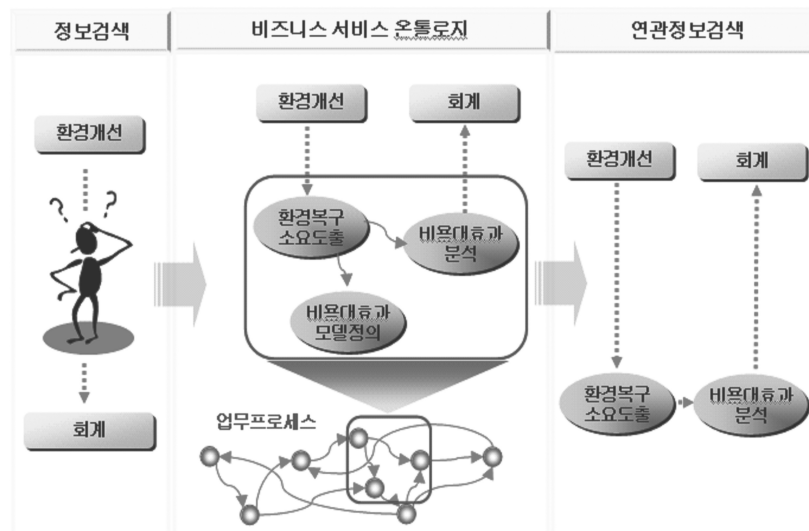 정보검색
환경개선
?
?
회계
비즈니스 서비스 온톨로지
환경개선
회계
환경복구
소요도출
비용대효과
분석
비용대효과
모델정의
업무프로세스
연관정보검색
환경개선
회계
환경복구
소요도출
비용대효과
분석